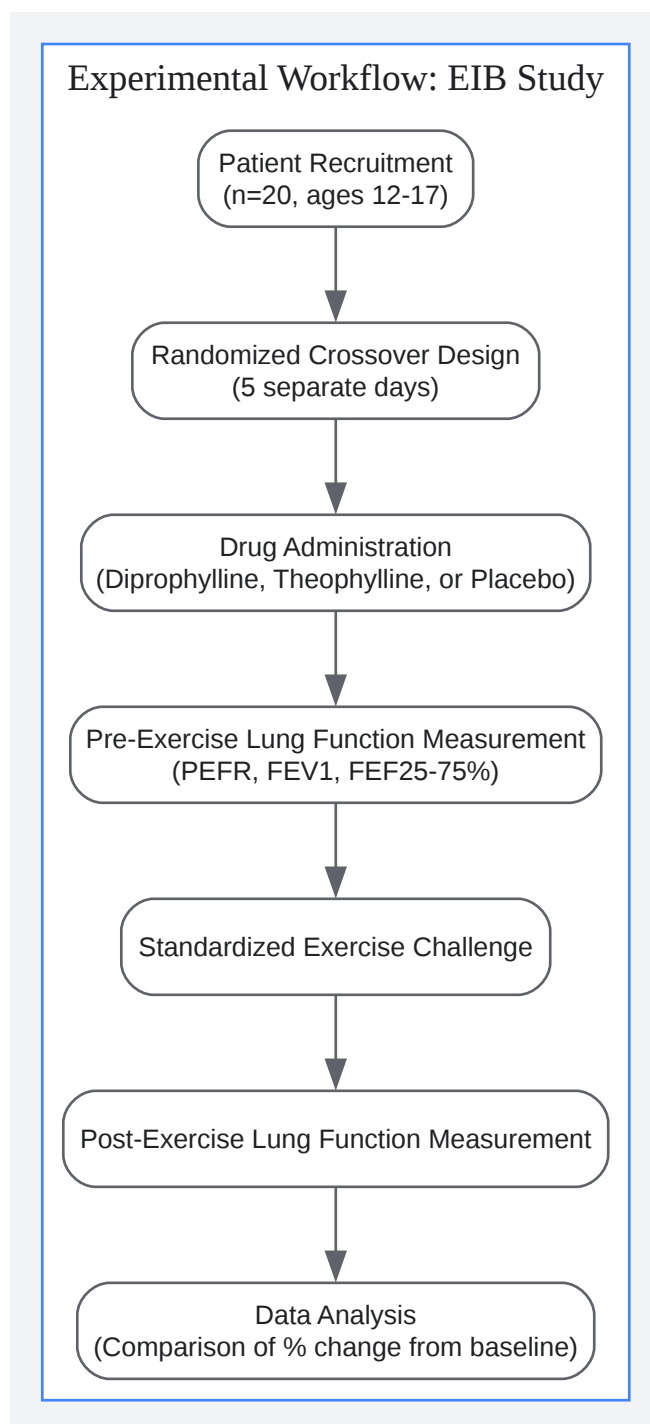 Experimental Workflow: EIB Study
Patient Recruitment
(n=20, ages 12-17)
Randomized Crossover Design
(5 separate days)
Drug Administration
(Diprophylline, Theophylline, or Placebo)
Pre-Exercise Lung Function Measurement
(PEFR, FEV1, FEF25-75%)
Standardized Exercise Challenge
Post-Exercise Lung Function Measurement
Data Analysis
(Comparison of % change from baseline)